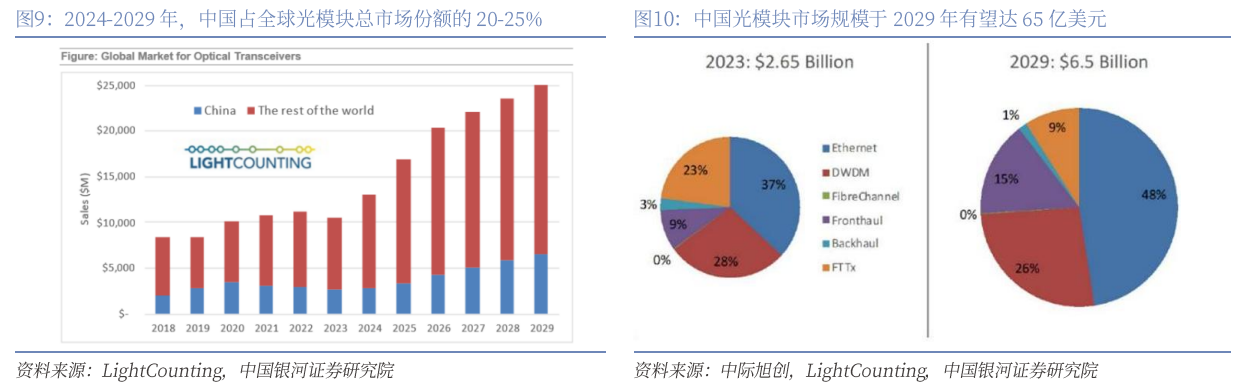 图9：2024-2029 年，中国占全球光模块总市场份额的 20-25%
Figure: Global Market for Optical Transceivers
$25,000
$20,000
$15,000
$10,000
$5,000
$-
Sales ($M)
China The rest of the world
LIGHTCOUNTING
2018 2019 2020 2021 2022 2023 2024 2025 2026 2027 2028 2029
资料来源：LightCounting，中国银河证券研究院
图10：中国光模块市场规模于 2029 年有望达 65 亿美元
2023: $2.65 Billion
37%
28%
0%
9%
3%
23%
Ethernet
DWDM
FibreChannel
Fronthaul
Backhaul
FTTx
2029: $6.5 Billion
48%
26%
0%
15%
1%
9%
资料来源：中际旭创，LightCounting，中国银河证券研究院